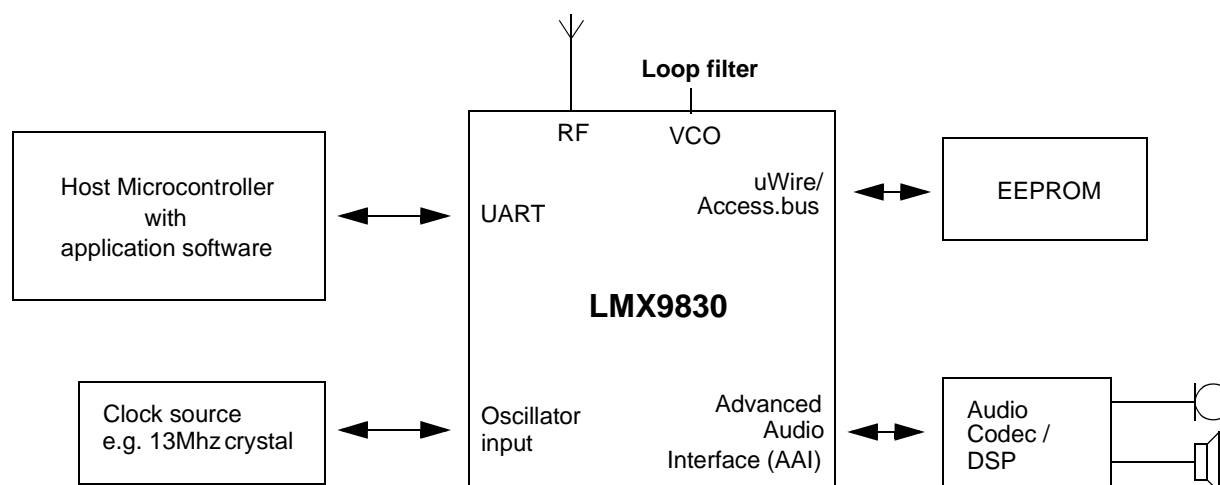 Loop filter
RF
VCO
Host Microcontroller
with
application software
UART
uWire/
Access.bus
EEPROM
LMX9830
Clock source
e.g. 13Mhz crystal
Oscillator
input
Advanced
Audio
Interface (AAI)
Audio
Codec /
DSP